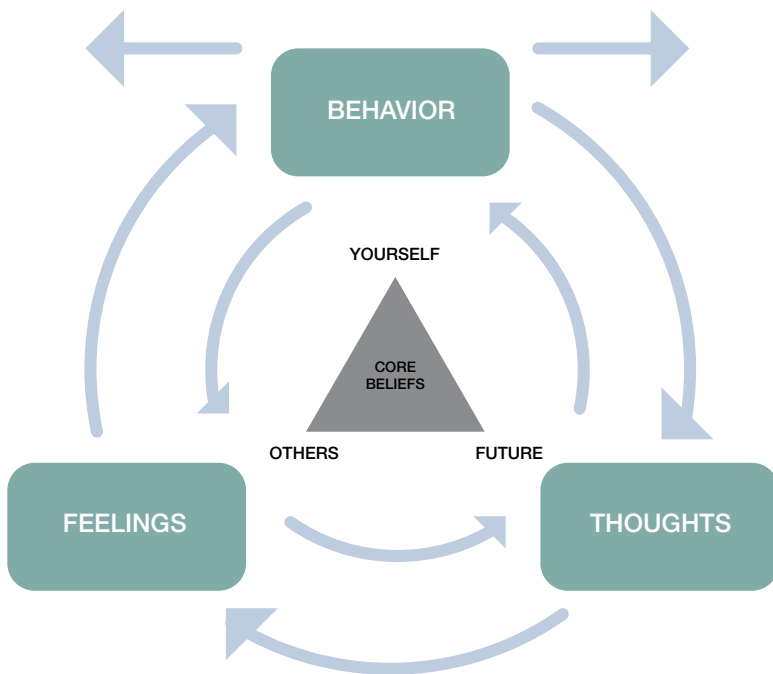 BEHAVIOR
YOURSELF
CORE
BELIEFS
OTHERS
FUTURE
FEELINGS
THOUGHTS